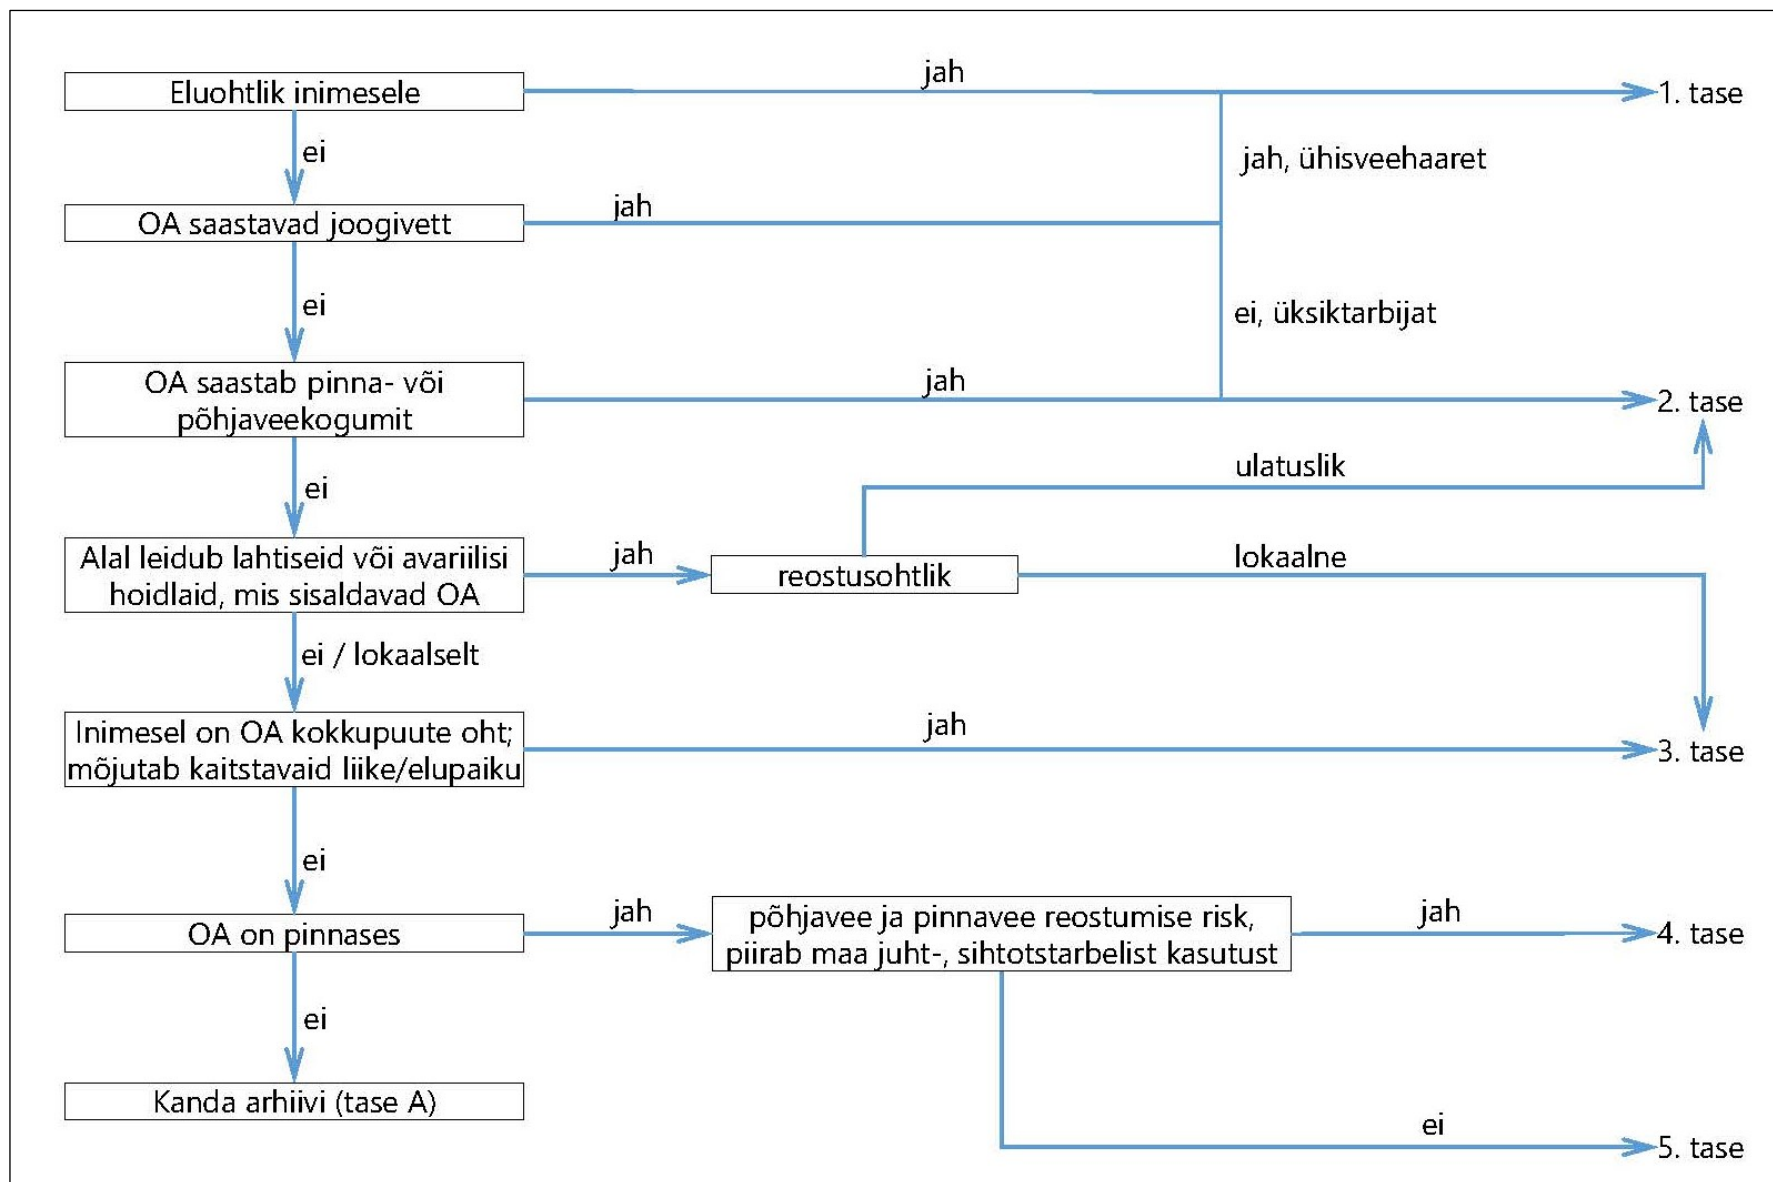 Eluohtlik inimesele
jah
1. tase
ei
jah, ühisveehaaret
OA saastavad joogivett
jah
ei
ei, üksiktarbijat
OA saastab pinna- või
põhjaveekogumit
jah
2. tase
ei
ulatuslik
Alal leidub lahtiseid või avariilisi
hoidlaid, mis sisaldavad OA
jah
reostusohtlik
lokaalne
ei / lokaalselt
Inimesel on OA kokkupuute oht;
mõjutab kaitstavaid liike/elupaiku
jah
3. tase
ei
OA on pinnases
jah
põhjavee ja pinnavee reostumise risk,
piirab maa juht-, sihtotstarbelist kasutust
jah
4. tase
ei
Kanda arhiivi (tase A)
ei
5. tase